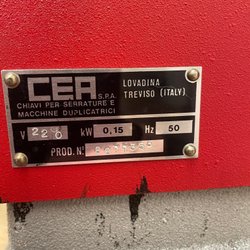 CEA S.P.A.
CHIAVI PER SERRATURE E
MACCHINE DUPLICATRICI
LOVADINA
TREVISO (ITALY)
V 220 kW 0,15 Hz 50
PROD. N.